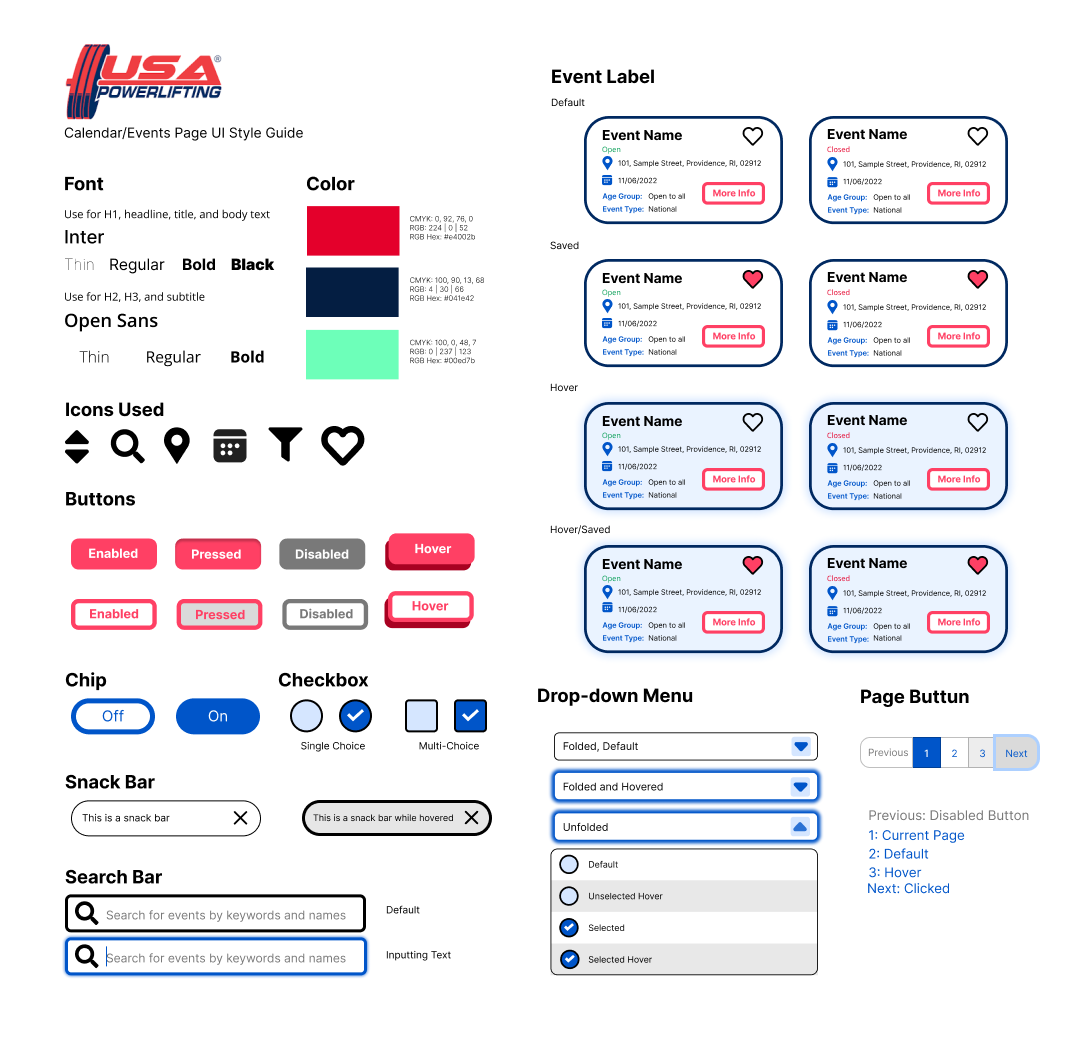 USA®
POWERLIFTING
Calendar/Events Page UI Style Guide
Font
Use for H1, headline, title, and body text
Inter
Thin Regular Bold Black
Use for H2, H3, and subtitle
Open Sans
Thin Regular Bold
Color
CMYK: 0, 92, 76, 0
RGB: 224 | 0 | 52
RGB Hex: #e4002b
CMYK: 100, 90, 13, 68
RGB: 4 | 30 | 66
RGB Hex: #041e42
CMYK: 100, 0, 48, 7
RGB: 0 | 237 | 123
RGB Hex: #00ed7b
Icons Used
Buttons
Enabled Pressed Disabled Hover
Enabled Pressed Disabled Hover
Chip
Off On
Checkbox
Single Choice Multi-Choice
Snack Bar
This is a snack bar
This is a snack bar while hovered
Search Bar
Search for events by keywords and names
Default
Search for events by keywords and names
Inputting Text
Event Label
Default
Event Name
Open
101, Sample Street, Providence, RI, 02912
11/06/2022
Age Group: Open to all
Event Type: National
More Info
Event Name
Closed
101, Sample Street, Providence, RI, 02912
11/06/2022
Age Group: Open to all
Event Type: National
More Info
Saved
Event Name
Open
101, Sample Street, Providence, RI, 02912
11/06/2022
Age Group: Open to all
Event Type: National
More Info
Event Name
Closed
101, Sample Street, Providence, RI, 02912
11/06/2022
Age Group: Open to all
Event Type: National
More Info
Hover
Event Name
Open
101, Sample Street, Providence, RI, 02912
11/06/2022
Age Group: Open to all
Event Type: National
More Info
Event Name
Closed
101, Sample Street, Providence, RI, 02912
11/06/2022
Age Group: Open to all
Event Type: National
More Info
Hover/Saved
Event Name
Open
101, Sample Street, Providence, RI, 02912
11/06/2022
Age Group: Open to all
Event Type: National
More Info
Event Name
Closed
101, Sample Street, Providence, RI, 02912
11/06/2022
Age Group: Open to all
Event Type: National
More Info
Drop-down Menu
Folded, Default
Folded and Hovered
Unfolded
Default
Unselected Hover
Selected
Selected Hover
Page Buttun
Previous 1 2 3 Next
Previous: Disabled Button
1: Current Page
2: Default
3: Hover
Next: Clicked